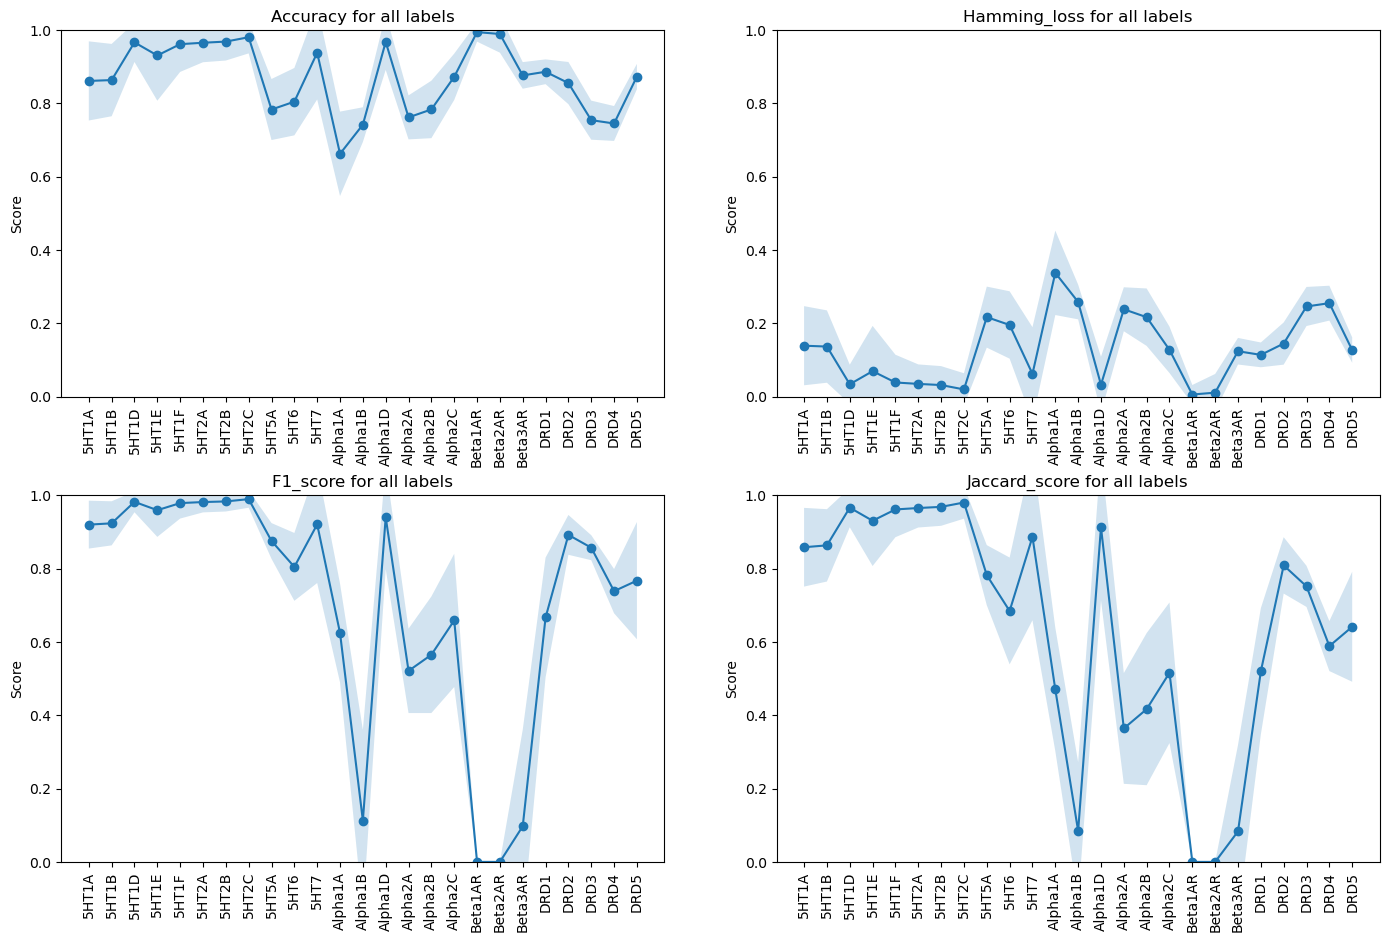 Accuracy for all labels
Score
1.0
0.8
0.6
0.4
0.2
0.0
5HT1A
5HT1B
5HT1D
5HT1E
5HT1F
5HT2A
5HT2B
5HT2C
5HT5A
5HT6
5HT7
Alpha1A
Alpha1B
Alpha1D
Alpha2A
Alpha2B
Alpha2C
Beta1AR
Beta2AR
Beta3AR
DRD1
DRD2
DRD3
DRD4
DRD5
Hamming_loss for all labels
Score
1.0
0.8
0.6
0.4
0.2
0.0
5HT1A
5HT1B
5HT1D
5HT1E
5HT1F
5HT2A
5HT2B
5HT2C
5HT5A
5HT6
5HT7
Alpha1A
Alpha1B
Alpha1D
Alpha2A
Alpha2B
Alpha2C
Beta1AR
Beta2AR
Beta3AR
DRD1
DRD2
DRD3
DRD4
DRD5
F1_score for all labels
Score
1.0
0.8
0.6
0.4
0.2
0.0
5HT1A
5HT1B
5HT1D
5HT1E
5HT1F
5HT2A
5HT2B
5HT2C
5HT5A
5HT6
5HT7
Alpha1A
Alpha1B
Alpha1D
Alpha2A
Alpha2B
Alpha2C
Beta1AR
Beta2AR
Beta3AR
DRD1
DRD2
DRD3
DRD4
DRD5
Jaccard_score for all labels
Score
1.0
0.8
0.6
0.4
0.2
0.0
5HT1A
5HT1B
5HT1D
5HT1E
5HT1F
5HT2A
5HT2B
5HT2C
5HT5A
5HT6
5HT7
Alpha1A
Alpha1B
Alpha1D
Alpha2A
Alpha2B
Alpha2C
Beta1AR
Beta2AR
Beta3AR
DRD1
DRD2
DRD3
DRD4
DRD5